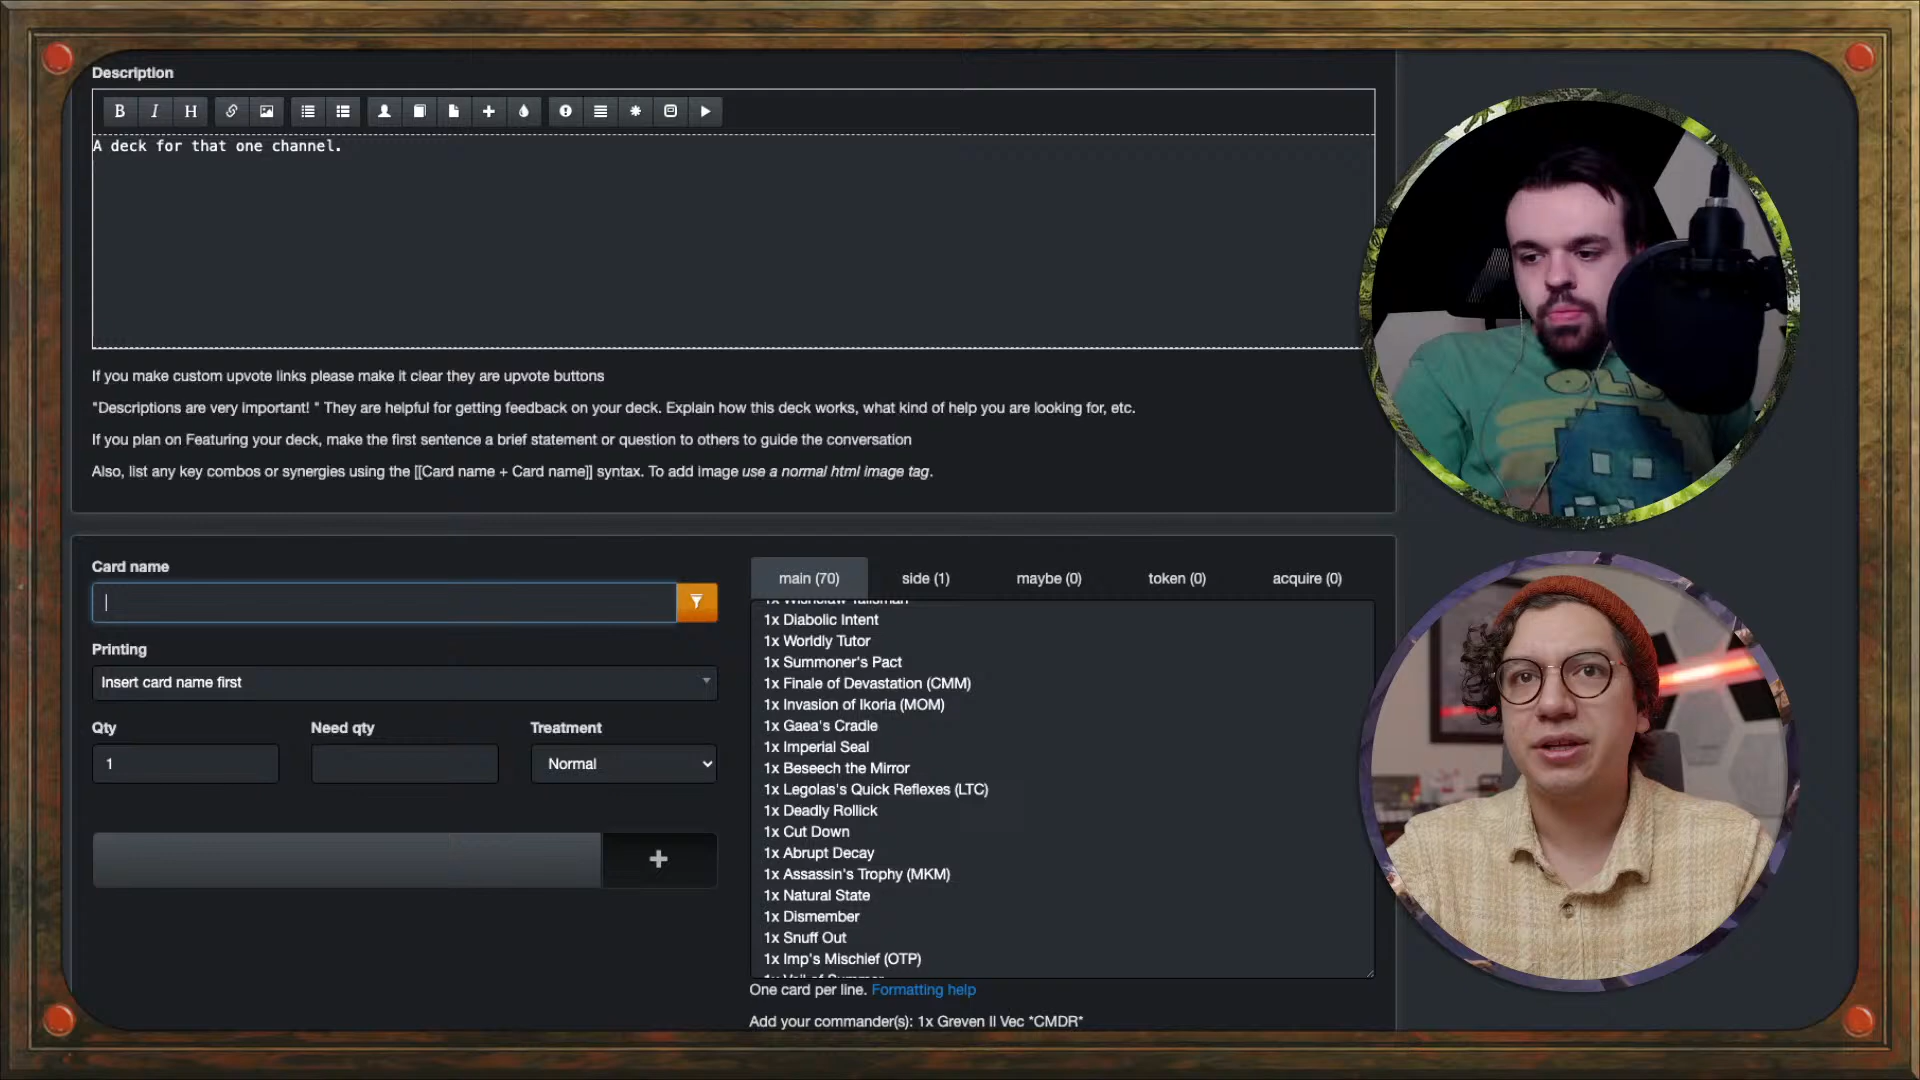 Description
B I H
A deck for that one channel.
If you make custom upvote links please make it clear they are upvote buttons
"Descriptions are very important! " They are helpful for getting feedback on your deck. Explain how this deck works, what kind of help you are looking for, etc.
If you plan on Featuring your deck, make the first sentence a brief statement or question to others to guide the conversation
Also, list any key combos or synergies using the [[Card name + Card name]] syntax. To add image use a normal html image tag.
Card name
Printing
Insert card name first
Qty Need qty Treatment
1 Normal
main (70) side (1) maybe (0) token (0) acquire (0)
1x Wishclaw Talisman
1x Diabolic Intent
1x Worldly Tutor
1x Summoner's Pact
1x Finale of Devastation (CMM)
1x Invasion of Ikoria (MOM)
1x Gaea's Cradle
1x Imperial Seal
1x Beseech the Mirror
1x Legolas's Quick Reflexes (LTC)
1x Deadly Rollick
1x Cut Down
1x Abrupt Decay
1x Assassin's Trophy (MKM)
1x Natural State
1x Dismember
1x Snuff Out
1x Imp's Mischief (OTP)
1x Veil of Summer
One card per line. Formatting help
Add your commander(s): 1x Greven Il Vec *CMDR*
OLD